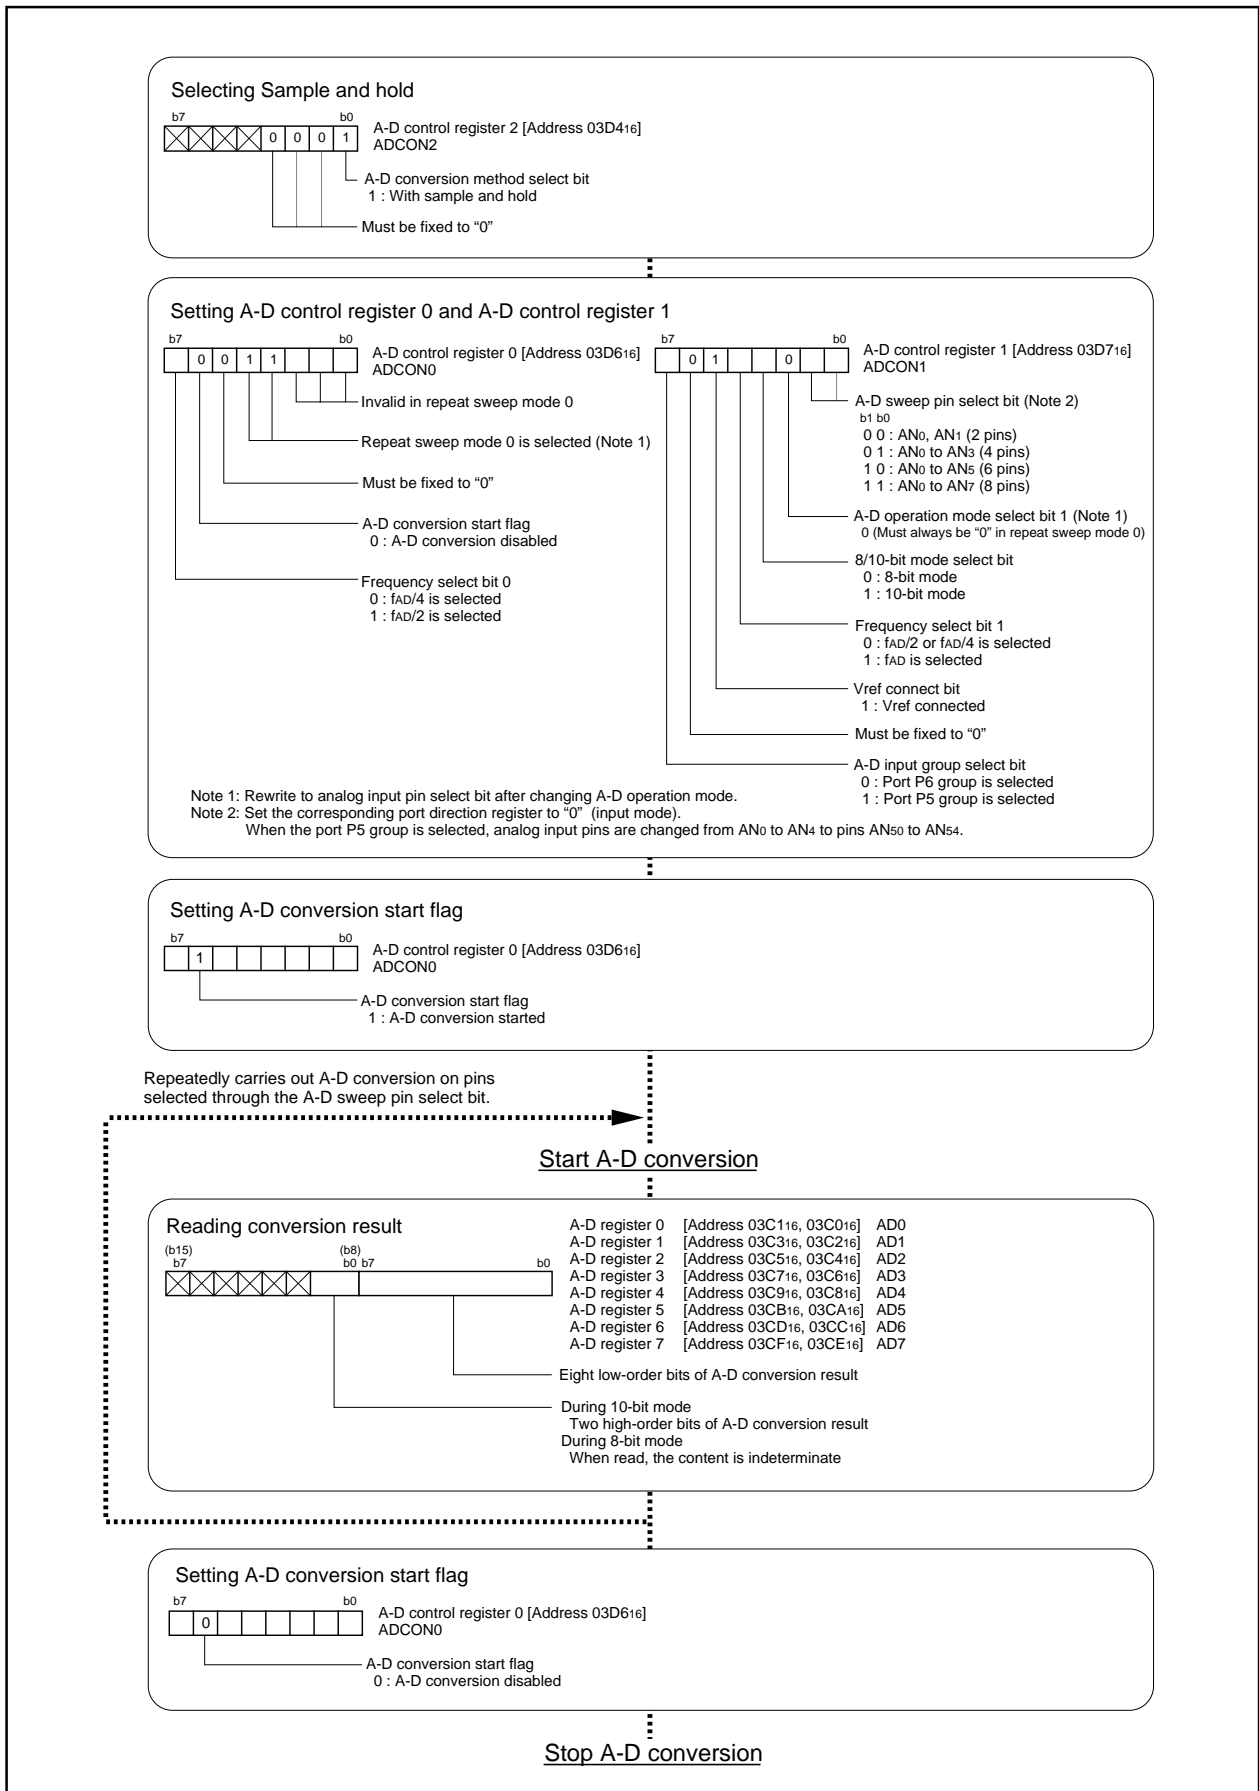 Selecting Sample and hold
b7 b0
0 0 0 1
A-D control register 2 [Address 03D416]
ADCON2
A-D conversion method select bit
1 : With sample and hold
Must be fixed to “0”
Setting A-D control register 0 and A-D control register 1
b7 b0
0 0 1 1
A-D control register 0 [Address 03D616]
ADCON0
Invalid in repeat sweep mode 0
Repeat sweep mode 0 is selected (Note 1)
Must be fixed to “0”
A-D conversion start flag
0 : A-D conversion disabled
Frequency select bit 0
0 : fAD/4 is selected
1 : fAD/2 is selected
b7 b0
0 1 0
A-D control register 1 [Address 03D716]
ADCON1
A-D sweep pin select bit (Note 2)
b1 b0
0 0 : AN0, AN1 (2 pins)
0 1 : AN0 to AN3 (4 pins)
1 0 : AN0 to AN5 (6 pins)
1 1 : AN0 to AN7 (8 pins)
A-D operation mode select bit 1 (Note 1)
0 (Must always be “0” in repeat sweep mode 0)
8/10-bit mode select bit
0 : 8-bit mode
1 : 10-bit mode
Frequency select bit 1
0 : fAD/2 or fAD/4 is selected
1 : fAD is selected
Vref connect bit
1 : Vref connected
Must be fixed to “0”
A-D input group select bit
0 : Port P6 group is selected
1 : Port P5 group is selected
Note 1: Rewrite to analog input pin select bit after changing A-D operation mode.
Note 2: Set the corresponding port direction register to “0” (input mode).
When the port P5 group is selected, analog input pins are changed from AN0 to AN4 to pins AN50 to AN54.
Setting A-D conversion start flag
b7 b0
1
A-D control register 0 [Address 03D616]
ADCON0
A-D conversion start flag
1 : A-D conversion started
Repeatedly carries out A-D conversion on pins
selected through the A-D sweep pin select bit.
Start A-D conversion
Reading conversion result
(b15) (b8)
b7 b0 b7 b0
A-D register 0 [Address 03C116, 03C016] AD0
A-D register 1 [Address 03C316, 03C216] AD1
A-D register 2 [Address 03C516, 03C416] AD2
A-D register 3 [Address 03C716, 03C616] AD3
A-D register 4 [Address 03C916, 03C816] AD4
A-D register 5 [Address 03CB16, 03CA16] AD5
A-D register 6 [Address 03CD16, 03CC16] AD6
A-D register 7 [Address 03CF16, 03CE16] AD7
Eight low-order bits of A-D conversion result
During 10-bit mode
Two high-order bits of A-D conversion result
During 8-bit mode
When read, the content is indeterminate
Setting A-D conversion start flag
b7 b0
0
A-D control register 0 [Address 03D616]
ADCON0
A-D conversion start flag
0 : A-D conversion disabled
Stop A-D conversion